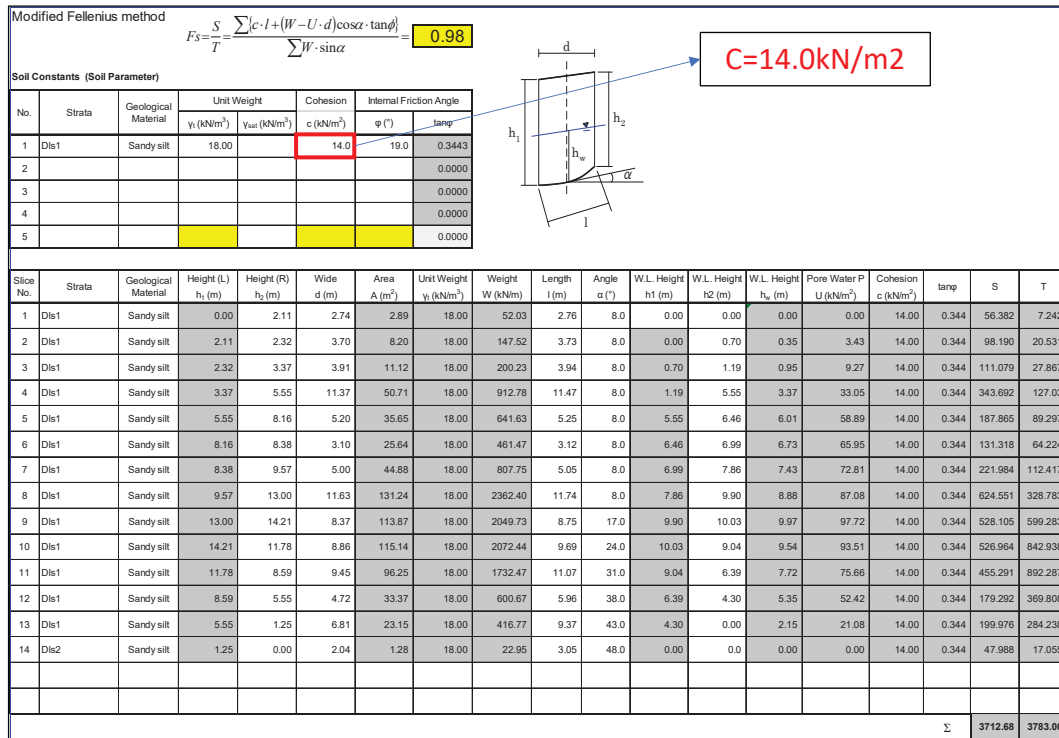 Modified Fellenius method
Fs = S/T = ∑{c·l+(W−U·d)cosα·tanϕ} / ∑W·sinα = 0.98
C=14.0kN/m2
Soil Constants (Soil Parameter)
No. Strata Geological Material Unit Weight Cohesion Internal Friction Angle
γt (kN/m³) γsat (kN/m³) c (kN/m²) φ (°) tanφ
1 Dls1 Sandy silt 18.00 14.0 19.0 0.3443
2 0.0000
3 0.0000
4 0.0000
5 0.0000
d
h1
h2
hw
α
l
Slice No. Strata Geological Material Height (L) h₁ (m) Height (R) h₂ (m) Wide d (m) Area A (m²) Unit Weight γt (kN/m³) Weight W (kN/m) Length l (m) Angle α (°) W.L. Height h1 (m) W.L. Height h2 (m) W.L. Height hw (m) Pore Water P U (kN/m²) Cohesion c (kN/m²) tanφ S T
1 Dls1 Sandy silt 0.00 2.11 2.74 2.89 18.00 52.03 2.76 8.0 0.00 0.00 0.00 0.00 14.00 0.344 56.382 7.242
2 Dls1 Sandy silt 2.11 2.32 3.70 8.20 18.00 147.52 3.73 8.0 0.00 0.70 0.35 3.43 14.00 0.344 98.190 20.531
3 Dls1 Sandy silt 2.32 3.37 3.91 11.12 18.00 200.23 3.94 8.0 0.70 1.19 0.95 9.27 14.00 0.344 111.079 27.867
4 Dls1 Sandy silt 3.37 5.55 11.37 50.71 18.00 912.78 11.47 8.0 1.19 5.55 3.37 33.05 14.00 0.344 343.692 127.03
5 Dls1 Sandy silt 5.55 8.16 5.20 35.65 18.00 641.63 5.25 8.0 5.55 6.46 6.01 58.89 14.00 0.344 187.865 89.297
6 Dls1 Sandy silt 8.16 8.38 3.10 25.64 18.00 461.47 3.12 8.0 6.46 6.99 6.73 65.95 14.00 0.344 131.318 64.224
7 Dls1 Sandy silt 8.38 9.57 5.00 44.88 18.00 807.75 5.05 8.0 6.99 7.86 7.43 72.81 14.00 0.344 221.984 112.417
8 Dls1 Sandy silt 9.57 13.00 11.63 131.24 18.00 2362.40 11.74 8.0 7.86 9.90 8.88 87.08 14.00 0.344 624.551 328.783
9 Dls1 Sandy silt 13.00 14.21 8.37 113.87 18.00 2049.73 8.75 17.0 9.90 10.03 9.97 97.72 14.00 0.344 528.105 599.283
10 Dls1 Sandy silt 14.21 11.78 8.86 115.14 18.00 2072.44 9.69 24.0 10.03 9.04 9.54 93.51 14.00 0.344 526.964 842.938
11 Dls1 Sandy silt 11.78 8.59 9.45 96.25 18.00 1732.47 11.07 31.0 9.04 6.39 7.72 75.66 14.00 0.344 455.291 892.287
12 Dls1 Sandy silt 8.59 5.55 4.72 33.37 18.00 600.67 5.96 38.0 6.39 4.30 5.35 52.42 14.00 0.344 179.292 369.808
13 Dls1 Sandy silt 5.55 1.25 6.81 23.15 18.00 416.77 9.37 43.0 4.30 0.00 2.15 21.08 14.00 0.344 199.976 284.238
14 Dls2 Sandy silt 1.25 0.00 2.04 1.28 18.00 22.95 3.05 48.0 0.00 0.0 0.00 0.00 14.00 0.344 47.988 17.055
Σ 3712.68 3783.00